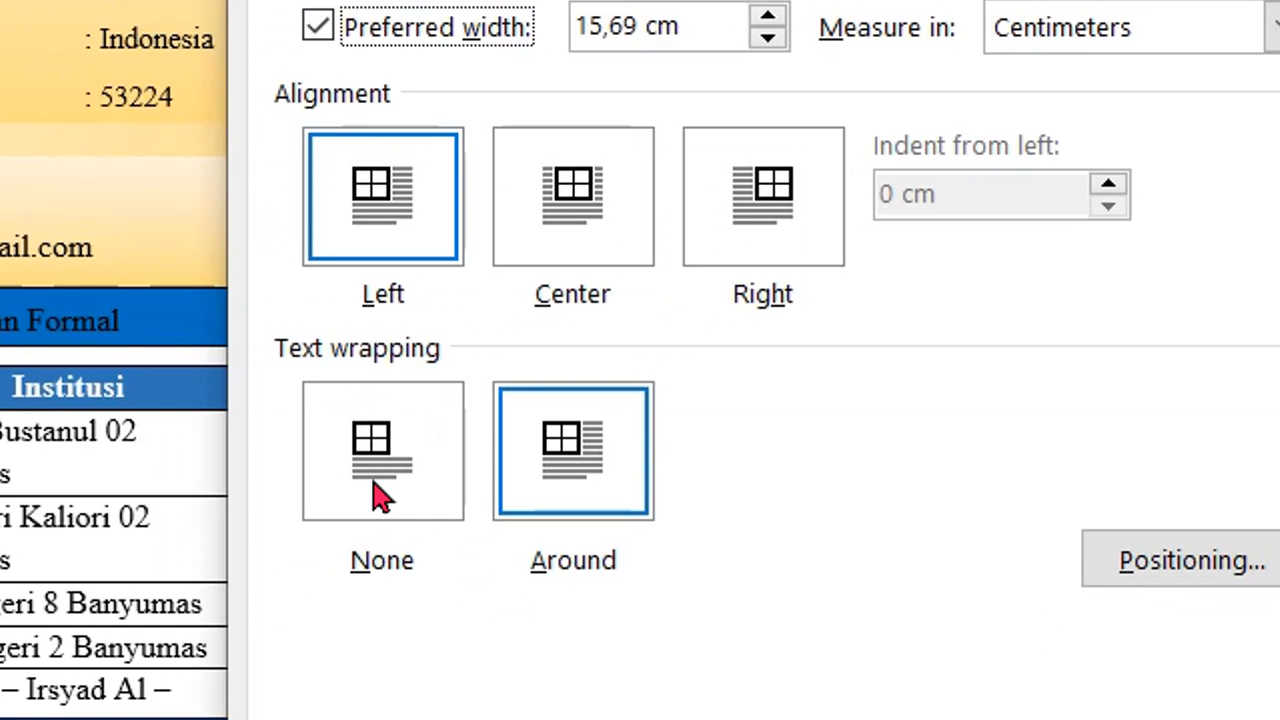 : Indonesia
: 53224
ail.com
an Formal
Institusi
Bustanul 02
s
ri Kaliori 02
s
geri 8 Banyumas
geri 2 Banyumas
– Irsyad Al –
Preferred width:
15,69 cm
Measure in:
Centimeters
Alignment
Left
Center
Right
Indent from left:
0 cm
Text wrapping
None
Around
Positioning...